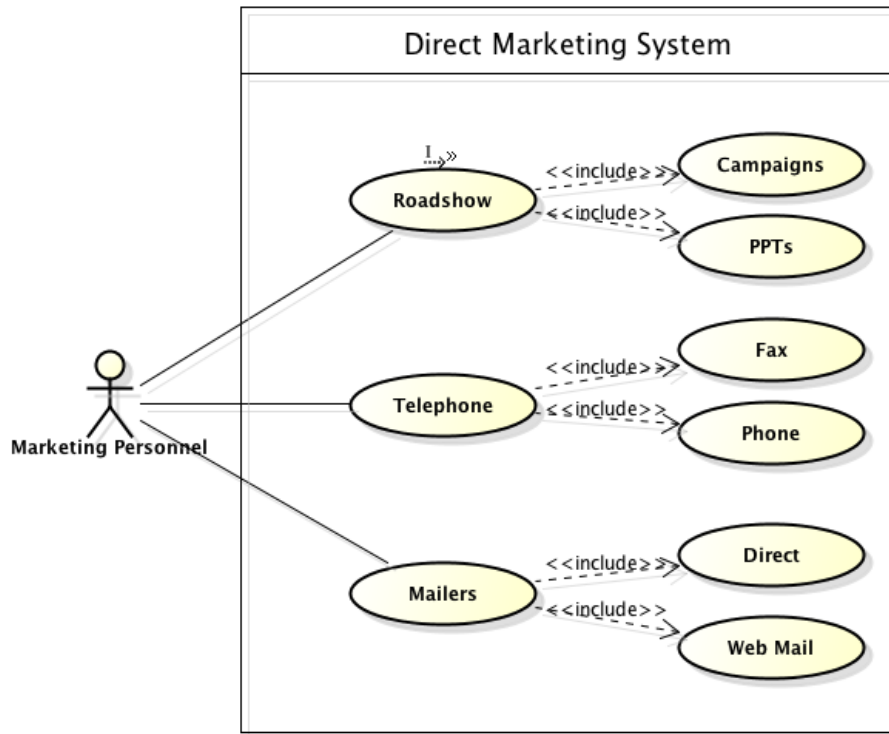 Direct Marketing System
I...»
Roadshow
<<include>>
Campaigns
<<include>>
PPTs
Marketing Personnel
Telephone
<<include>>
Fax
<<include>>
Phone
Mailers
<<include>>
Direct
<<include>>
Web Mail